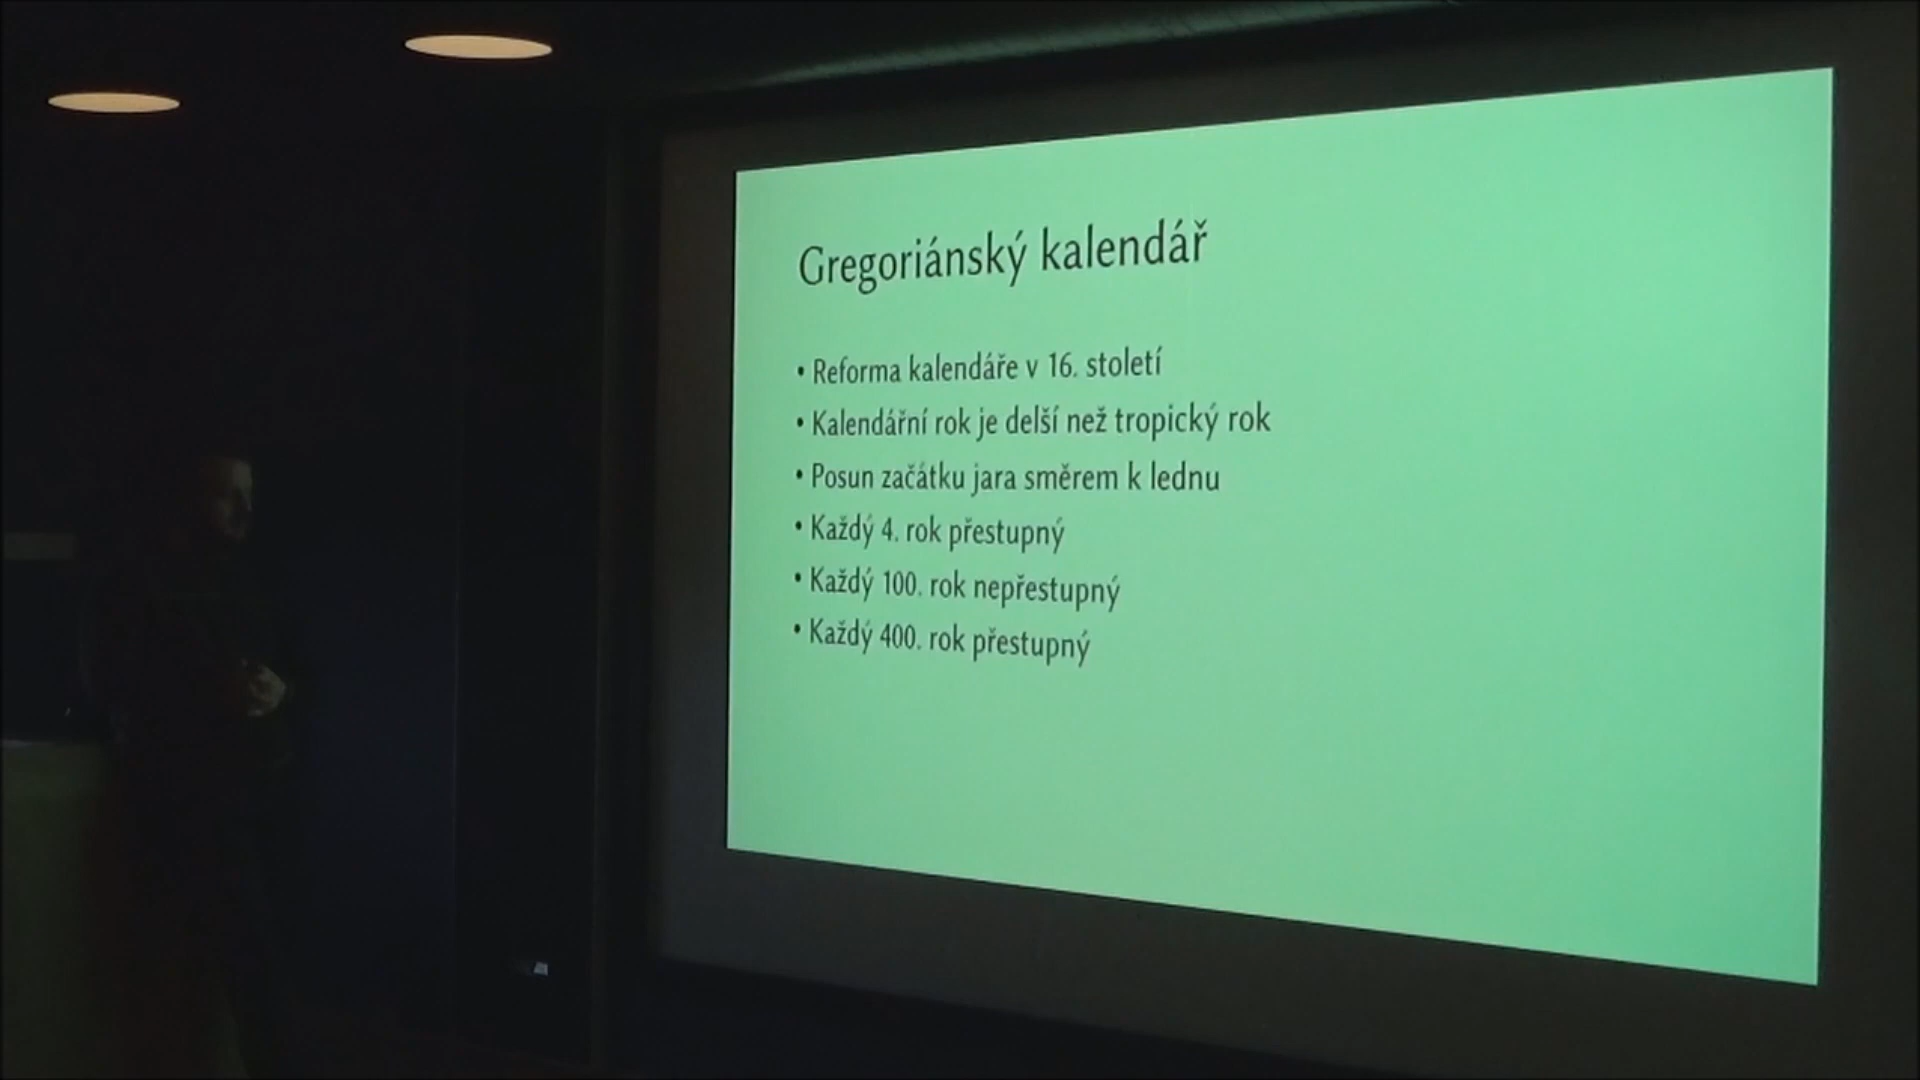 Gregoriánský kalendář
• Reforma kalendáře v 16. století
• Kalendářní rok je delší než tropický rok
• Posun začátku jara směrem k lednu
• Každý 4. rok přestupný
• Každý 100. rok nepřestupný
• Každý 400. rok přestupný